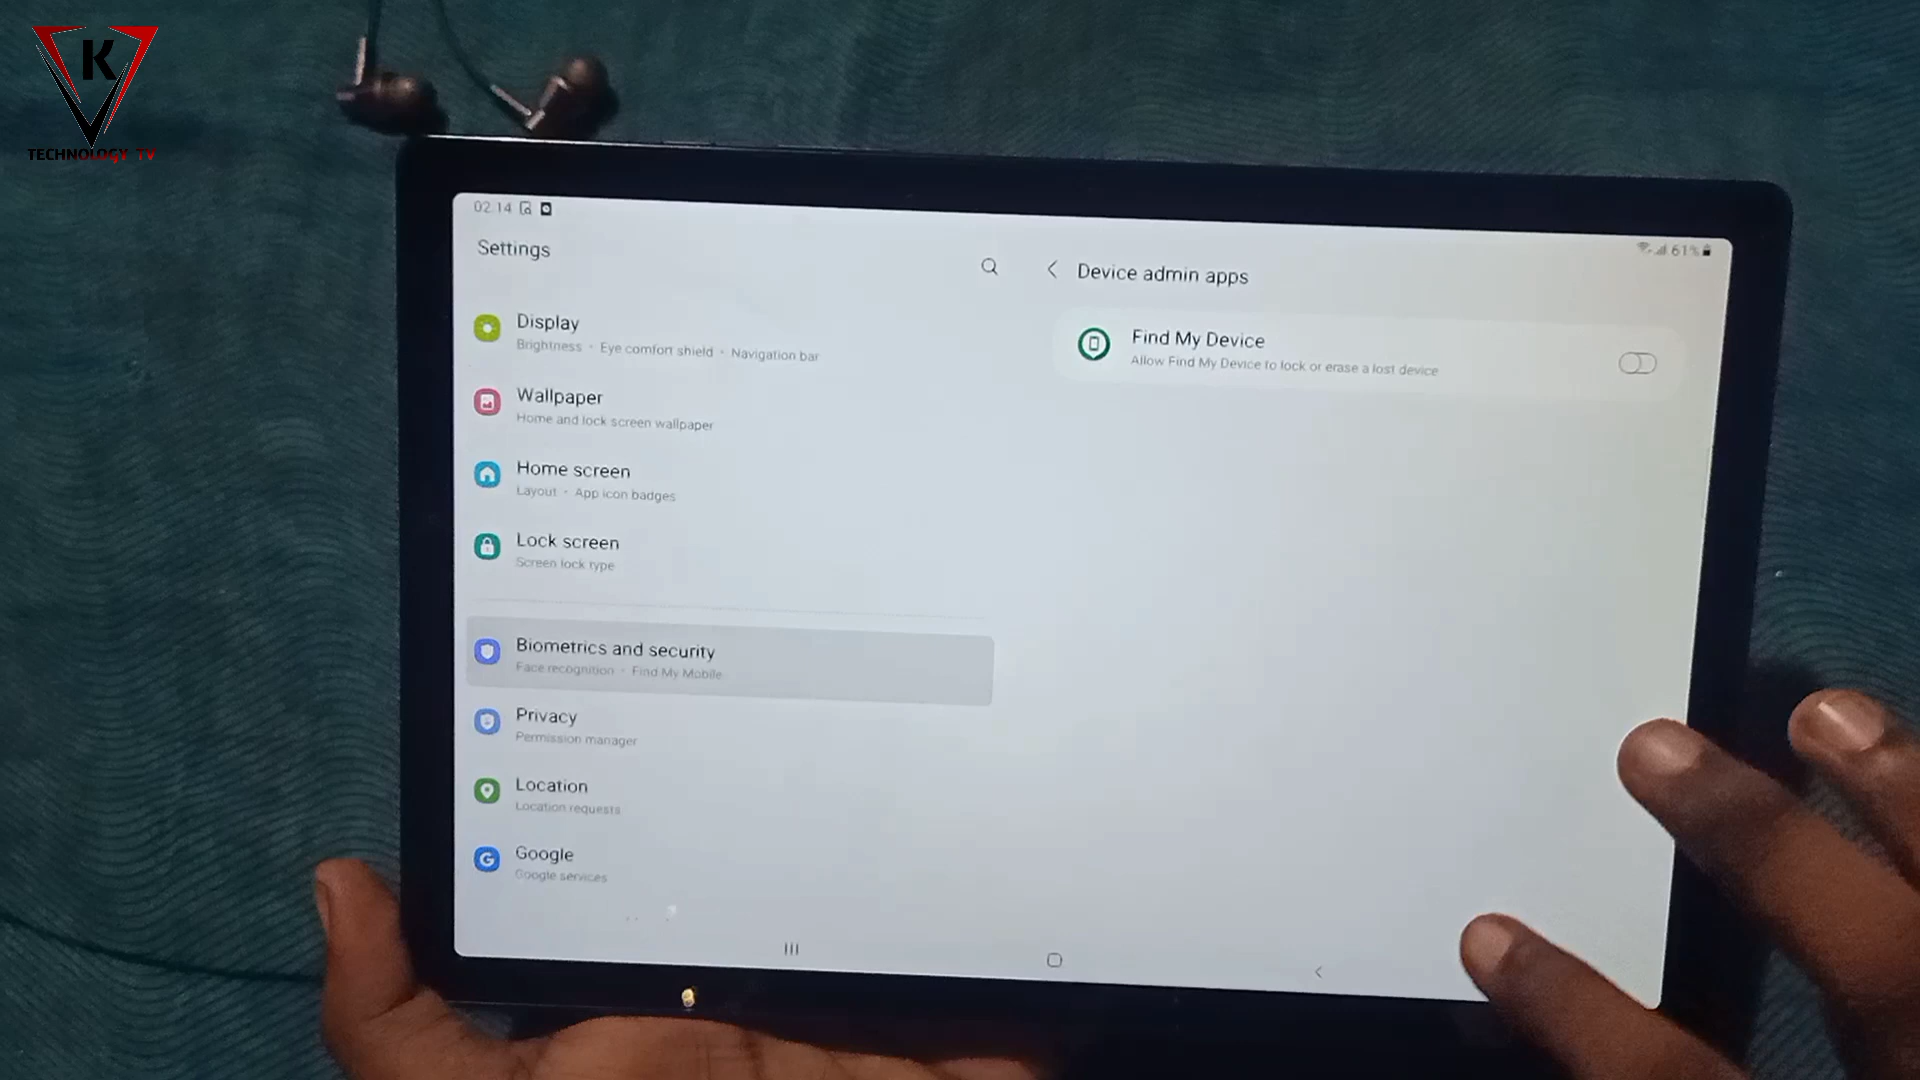 K
TECHNOLOGY TV
02.14
61%
Settings
Device admin apps
Display
Brightness • Eye comfort shield • Navigation bar
Wallpaper
Home and lock screen wallpaper
Home screen
Layout • App icon badges
Lock screen
Screen lock type
Biometrics and security
Face recognition • Find My Mobile
Privacy
Permission manager
Location
Location requests
Google
Google services
Find My Device
Allow Find My Device to lock or erase a lost device